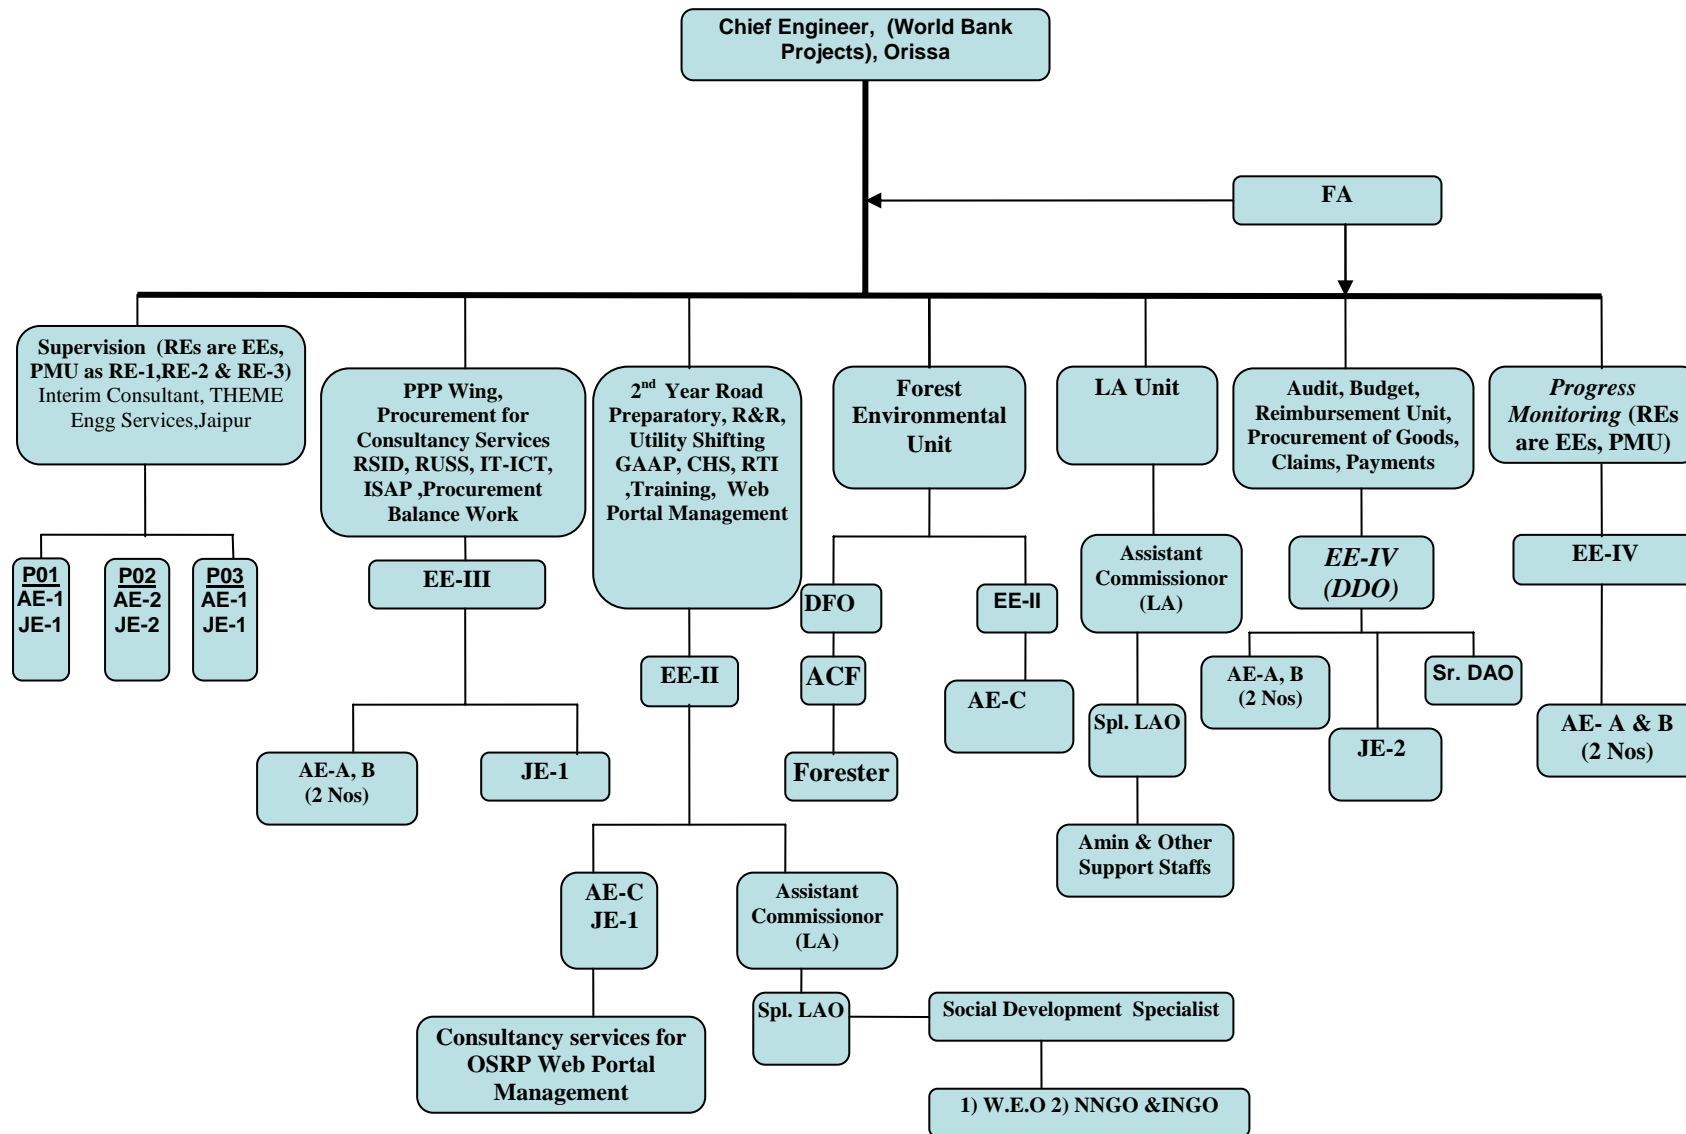 Chief Engineer, (World Bank
Projects), Orissa
FA
Supervision (REs are EEs,
PMU as RE-1,RE-2 & RE-3)
Interim Consultant, THEME
Engg Services,Jaipur
P01
AE-1
JE-1
P02
AE-2
JE-2
P03
AE-1
JE-1
PPP Wing,
Procurement for
Consultancy Services
RSID, RUSS, IT-ICT,
ISAP ,Procurement
Balance Work
EE-III
AE-A, B
(2 Nos)
JE-1
2nd Year Road
Preparatory, R&R,
Utility Shifting
GAAP, CHS, RTI
,Training, Web
Portal Management
EE-II
AE-C
JE-1
Consultancy services for
OSRP Web Portal
Management
Assistant
Commissionor
(LA)
Spl. LAO
Social Development Specialist
1) W.E.O 2) NNGO &INGO
Forest
Environmental
Unit
DFO
ACF
Forester
EE-II
AE-C
LA Unit
Assistant
Commissionor
(LA)
Spl. LAO
Amin & Other
Support Staffs
Audit, Budget,
Reimbursement Unit,
Procurement of Goods,
Claims, Payments
EE-IV
(DDO)
AE-A, B
(2 Nos)
JE-2
Sr. DAO
Progress
Monitoring (REs
are EEs, PMU)
EE-IV
AE- A & B
(2 Nos)